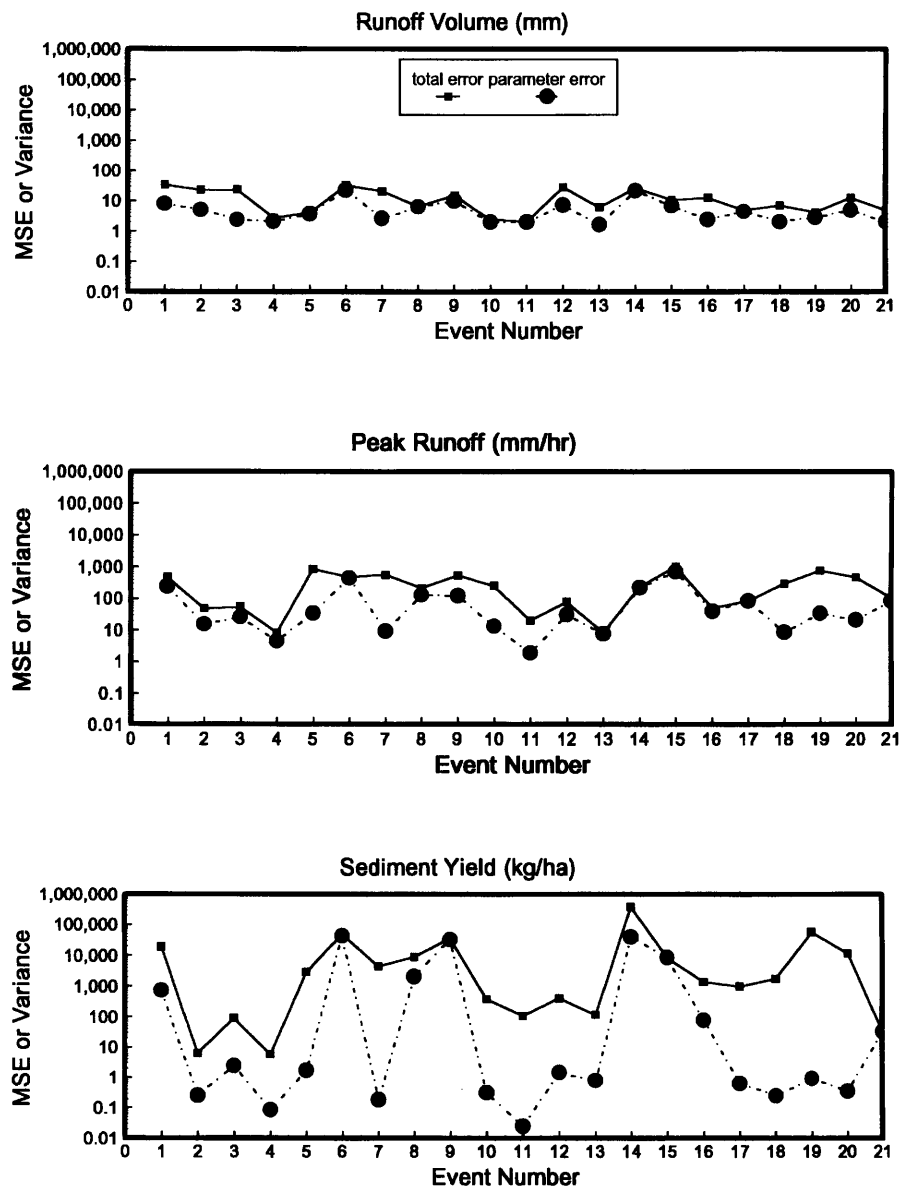 Runoff Volume (mm)
1,000,000
100,000
10,000
1,000
100
10
1
0.1
0.01
MSE or Variance
total error parameter error
0 1 2 3 4 5 6 7 8 9 10 11 12 13 14 15 16 17 18 19 20 21
Event Number
Peak Runoff (mm/hr)
1,000,000
100,000
10,000
1,000
100
10
1
0.1
0.01
MSE or Variance
0 1 2 3 4 5 6 7 8 9 10 11 12 13 14 15 16 17 18 19 20 21
Event Number
Sediment Yield (kg/ha)
1,000,000
100,000
10,000
1,000
100
10
1
0.1
0.01
MSE or Variance
0 1 2 3 4 5 6 7 8 9 10 11 12 13 14 15 16 17 18 19 20 21
Event Number